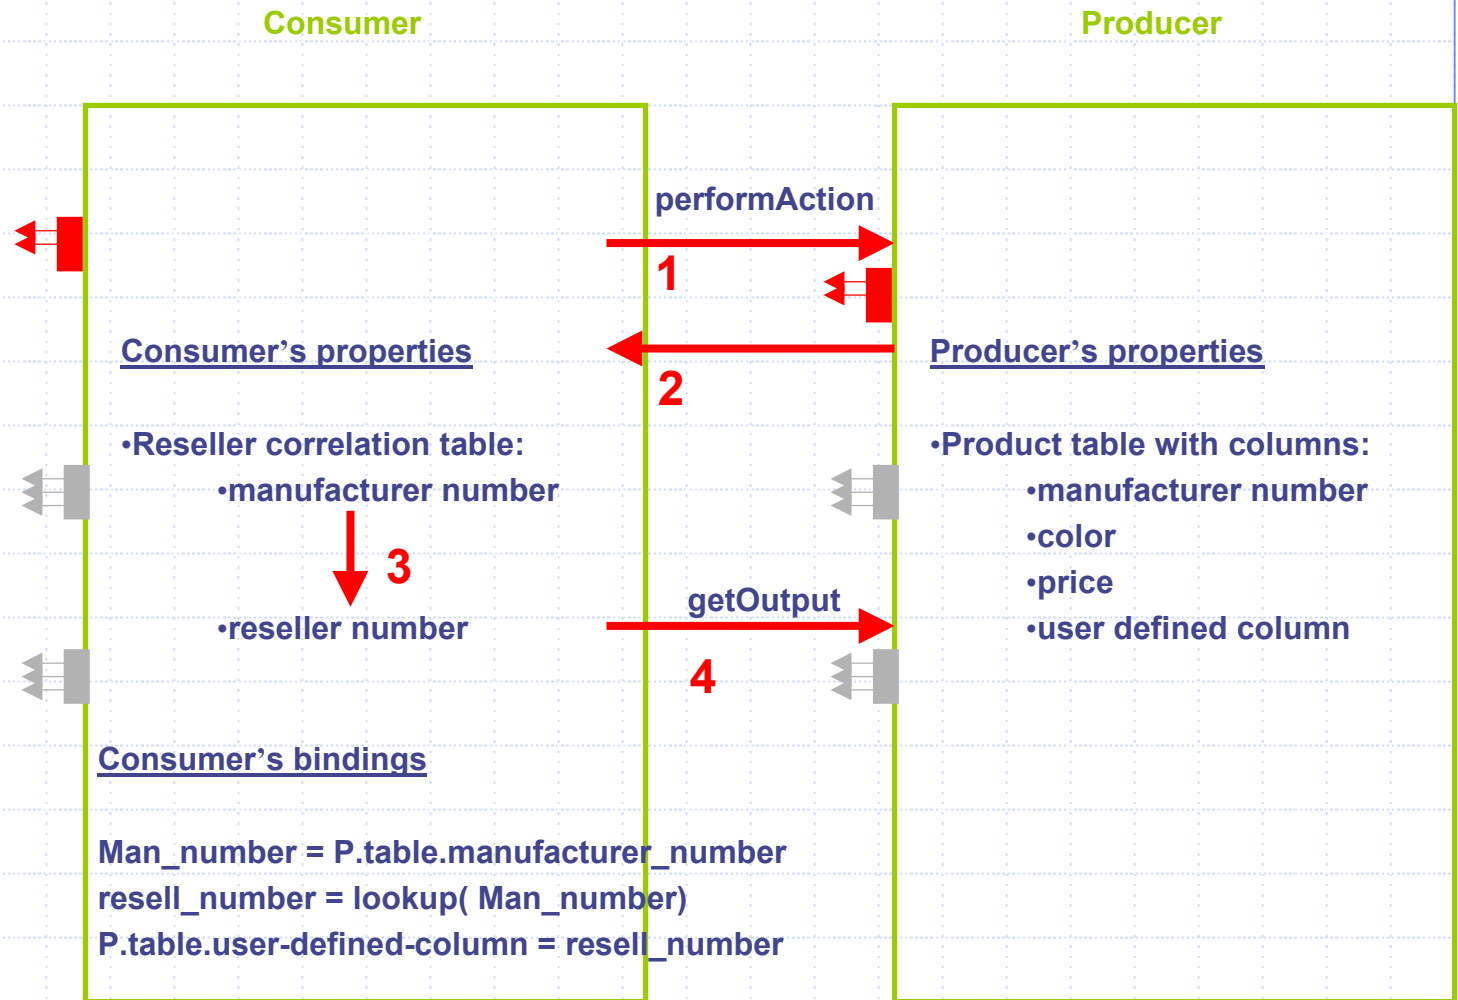 Consumer
Producer
performAction
1
2
Consumer’s properties
•Reseller correlation table:
•manufacturer number
3
•reseller number
getOutput
4
Producer’s properties
•Product table with columns:
•manufacturer number
•color
•price
•user defined column
Consumer’s bindings
Man_number = P.table.manufacturer_number
resell_number = lookup( Man_number)
P.table.user-defined-column = resell_number